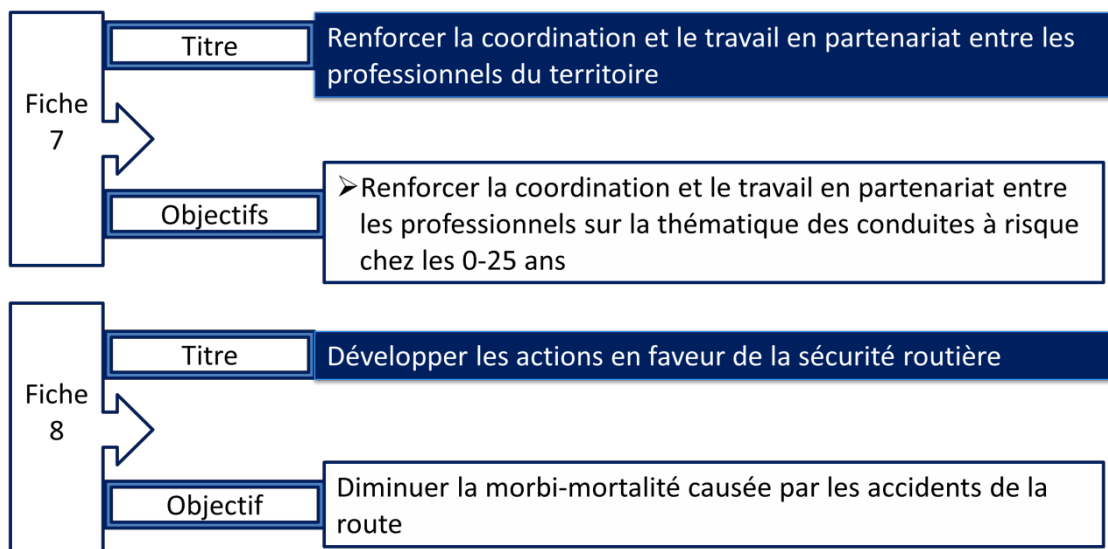 Fiche
7
Titre
Renforcer la coordination et le travail en partenariat entre les
professionnels du territoire
Objectifs
➢Renforcer la coordination et le travail en partenariat entre
les professionnels sur la thématique des conduites à risque
chez les 0-25 ans
Fiche
8
Titre
Développer les actions en faveur de la sécurité routière
Objectif
Diminuer la morbi-mortalité causée par les accidents de la
route